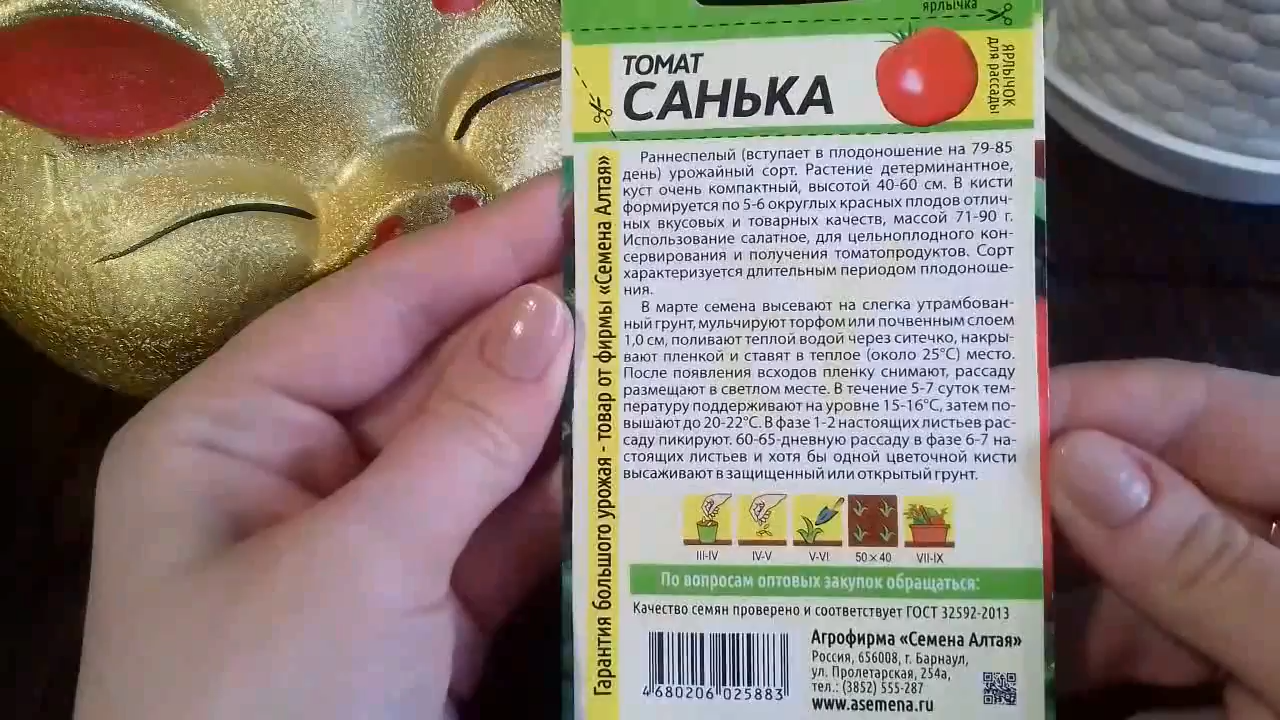 ярлычка
ТОМАТ
САНЬКА
ЯРЛЫЧОК
для рассады
Гарантия большого урожая - товар от фирмы «Семена Алтая»
Раннеспелый (вступает в плодоношение на 79-85
день) урожайный сорт. Растение детерминантное,
куст очень компактный, высотой 40-60 см. В кисти
формируется по 5-6 округлых красных плодов отлич-
ных вкусовых и товарных качеств, массой 71-90 г.
Использование салатное, для цельноплодного кон-
сервирования и получения томатопродуктов. Сорт
характеризуется длительным периодом плодоноше-
ния.
В марте семена высевают на слегка утрамбован-
ный грунт, мульчируют торфом или почвенным слоем
1,0 см, поливают теплой водой через ситечко, накры-
вают пленкой и ставят в теплое (около 25°С) место.
После появления всходов пленку снимают, рассаду
размещают в светлом месте. В течение 5-7 суток тем-
пературу поддерживают на уровне 15-16°С, затем по-
вышают до 20-22°С. В фазе 1-2 настоящих листьев рас-
саду пикируют. 60-65-дневную рассаду в фазе 6-7 на-
стоящих листьев и хотя бы одной цветочной кисти
высаживают в защищенный или открытый грунт.
III-IV IV-V V-VI 50×40 VII-IX
По вопросам оптовых закупок обращаться:
Качество семян проверено и соответствует ГОСТ 32592-2013
Агрофирма «Семена Алтая»
Россия, 656008, г. Барнаул,
ул. Пролетарская, 254а,
тел.: (3852) 555-287
www.asemena.ru
4 680206 025883